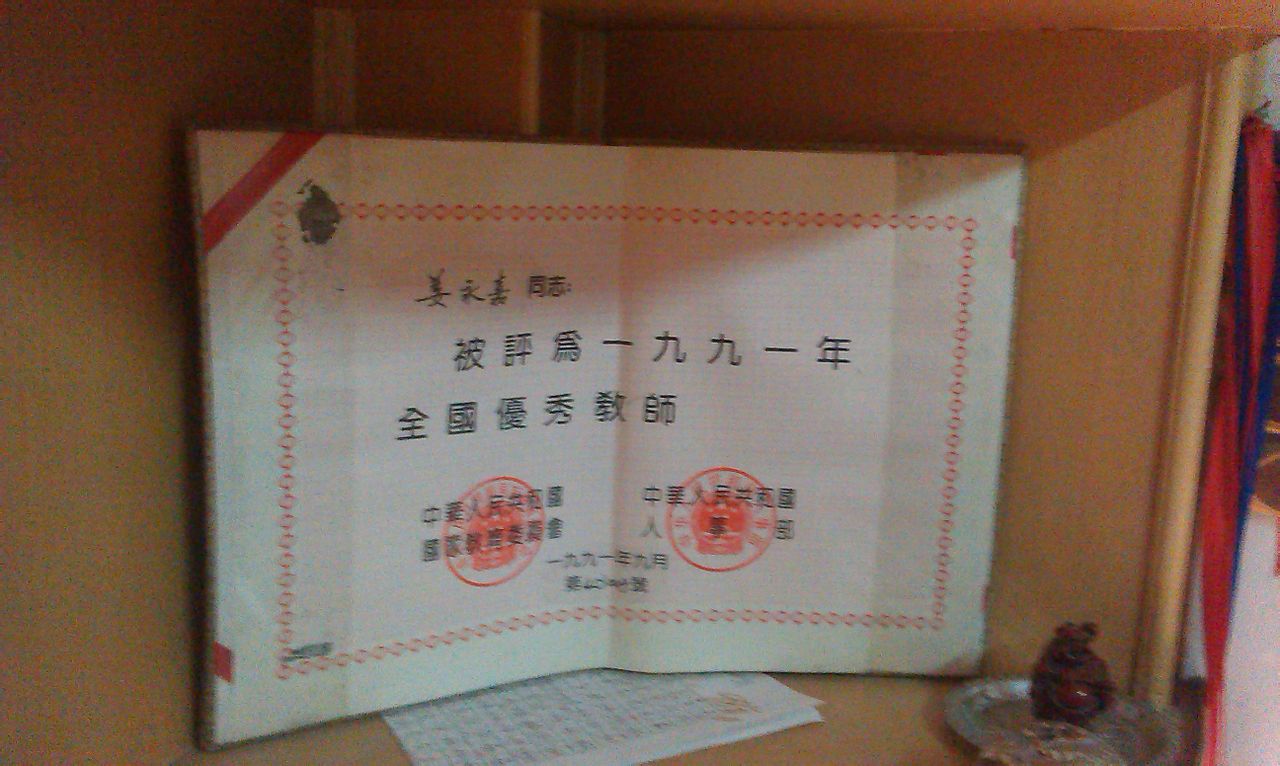 姜永嘉 同志:
被評為一九九一年
全國優秀教師
中華人民共和國
國家教育委員會
中華人民共和國
人事部
一九九一年九月